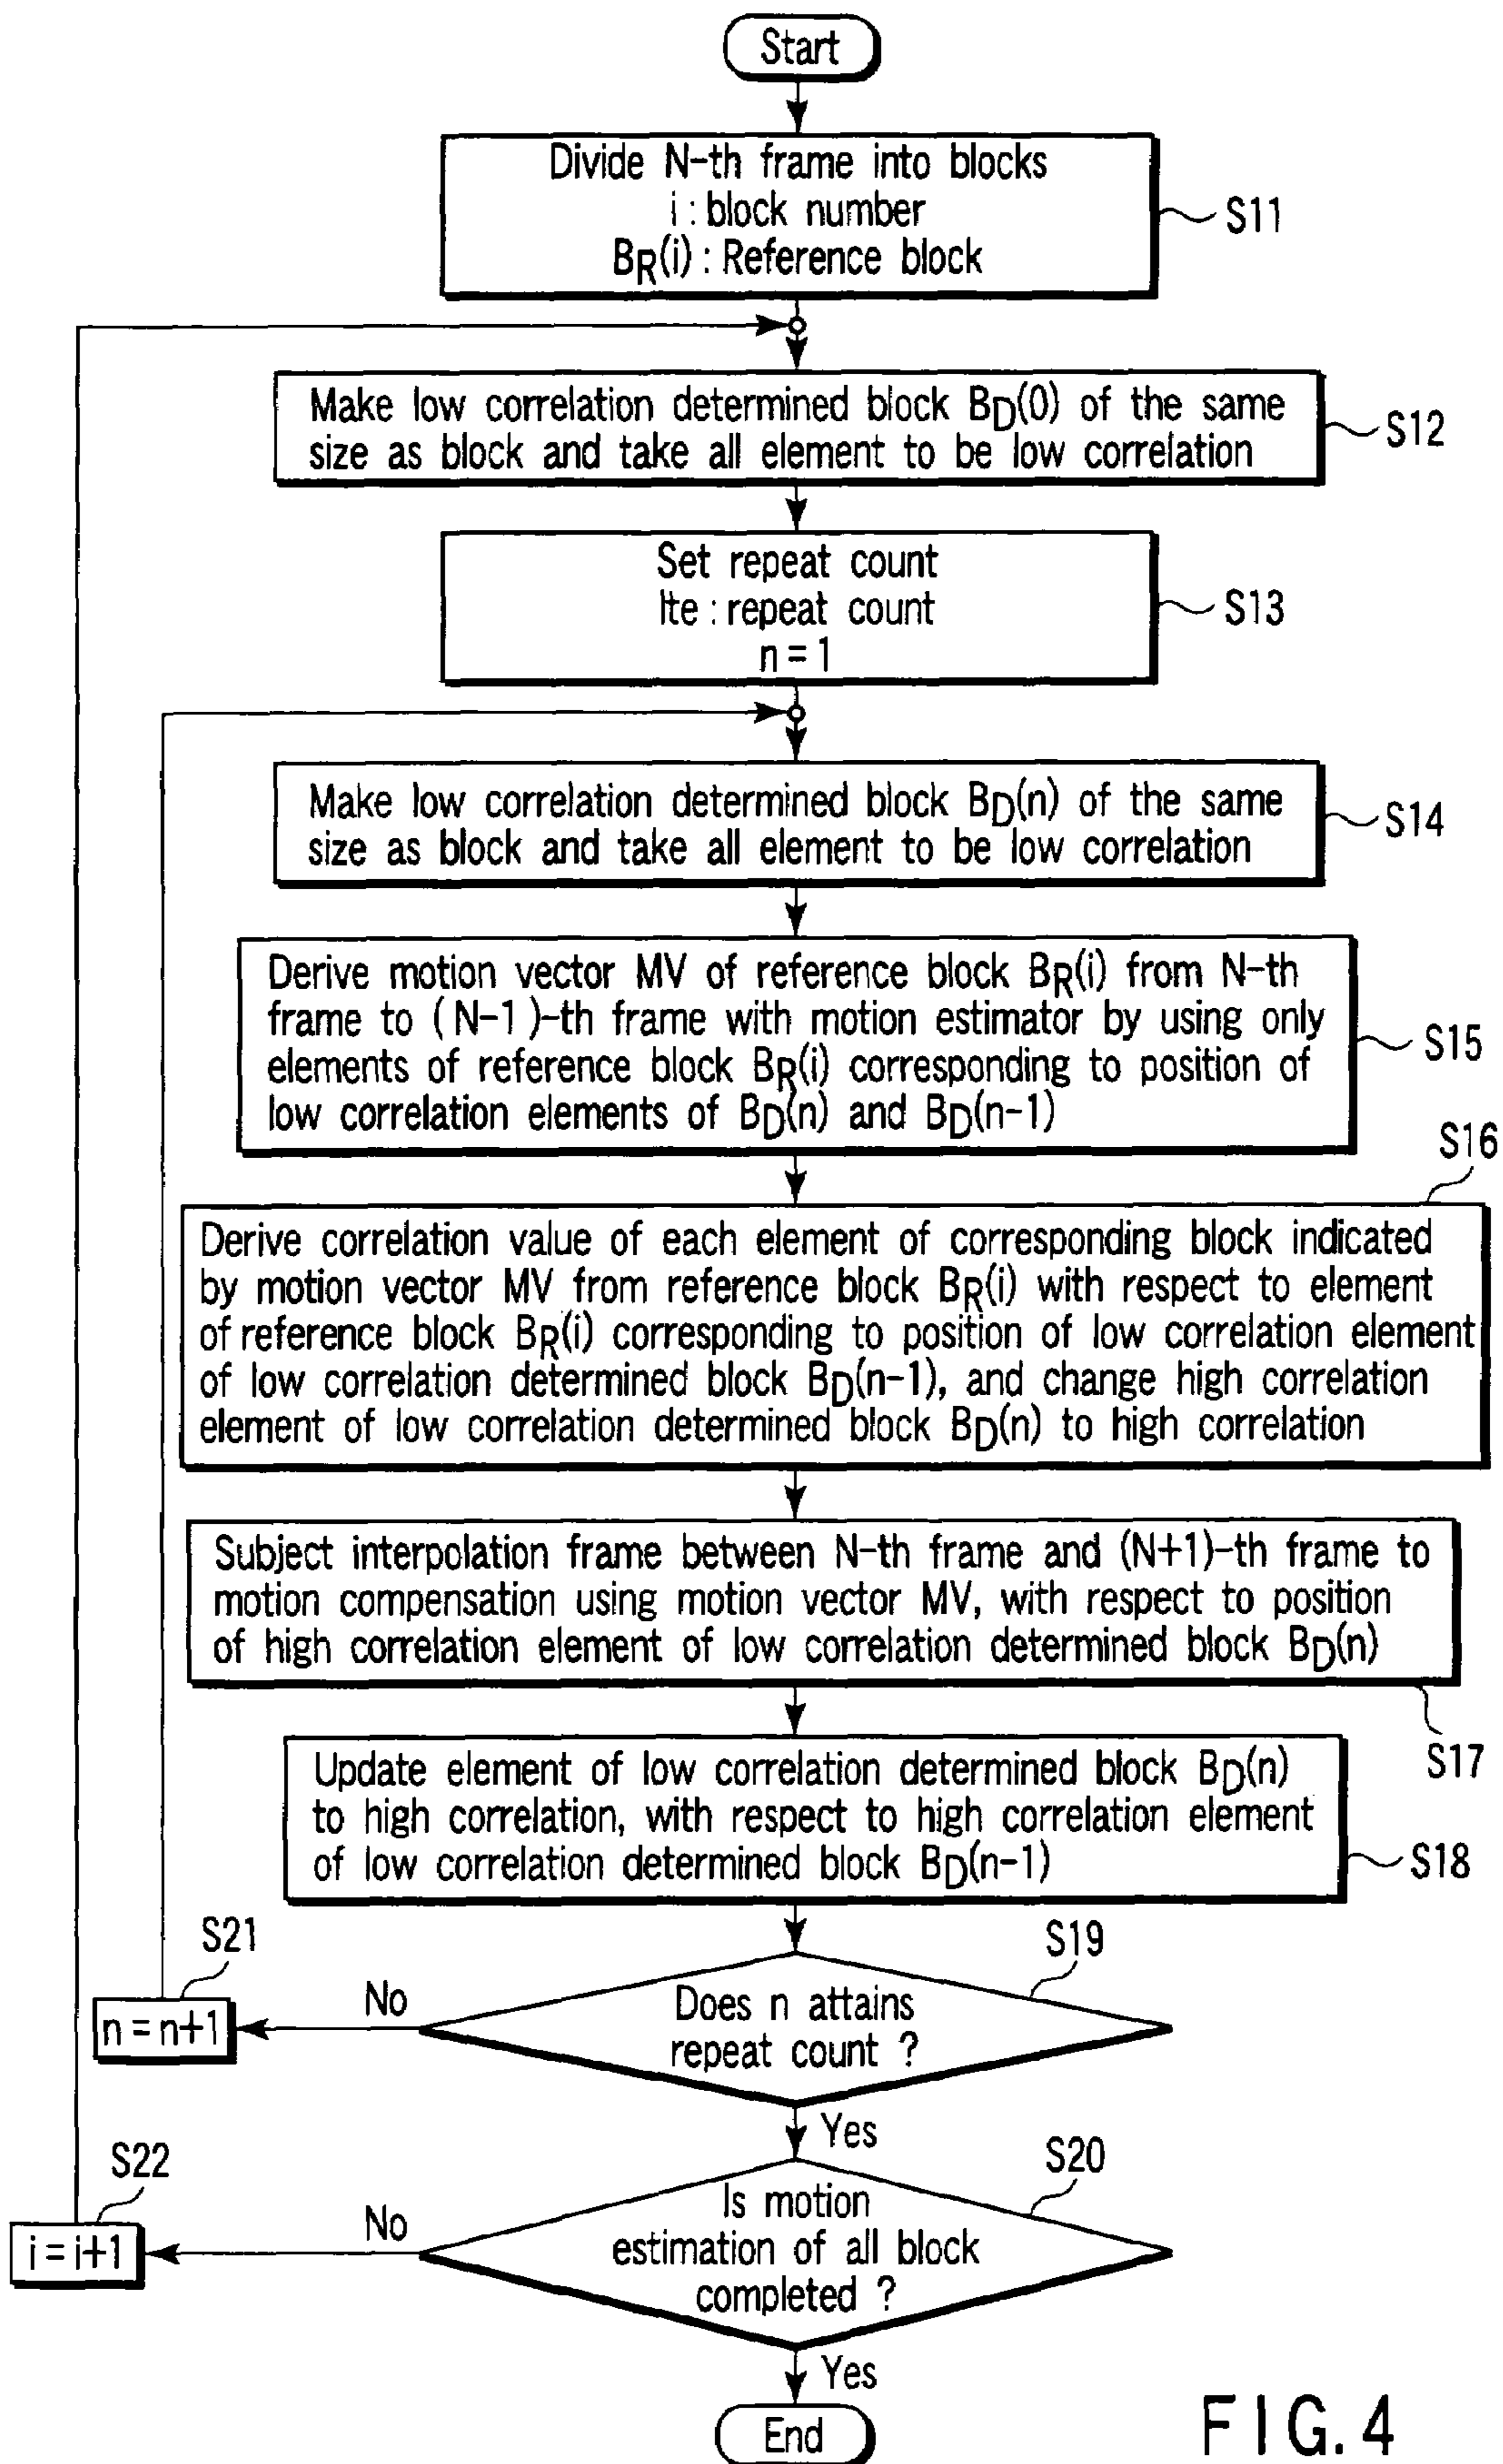 Start
Divide N-th frame into blocks
i : block number
BR(i) : Reference block
S11
Make low correlation determined block BD(0) of the same
size as block and take all element to be low correlation
S12
Set repeat count
Ite : repeat count
n = 1
S13
Make low correlation determined block BD(n) of the same
size as block and take all element to be low correlation
S14
Derive motion vector MV of reference block BR(i) from N-th
frame to (N-1)-th frame with motion estimator by using only
elements of reference block BR(i) corresponding to position of
low correlation elements of BD(n) and BD(n-1)
S15
S16
Derive correlation value of each element of corresponding block indicated
by motion vector MV from reference block BR(i) with respect to element
of reference block BR(i) corresponding to position of low correlation element
of low correlation determined block BD(n-1), and change high correlation
element of low correlation determined block BD(n) to high correlation
Subject interpolation frame between N-th frame and (N+1)-th frame to
motion compensation using motion vector MV, with respect to position
of high correlation element of low correlation determined block BD(n)
S17
Update element of low correlation determined block BD(n)
to high correlation, with respect to high correlation element
of low correlation determined block BD(n-1)
S18
S21
n = n+1
No
S19
Does n attains
repeat count ?
Yes
S22
i = i+1
No
S20
Is motion
estimation of all block
completed ?
Yes
End
FIG. 4